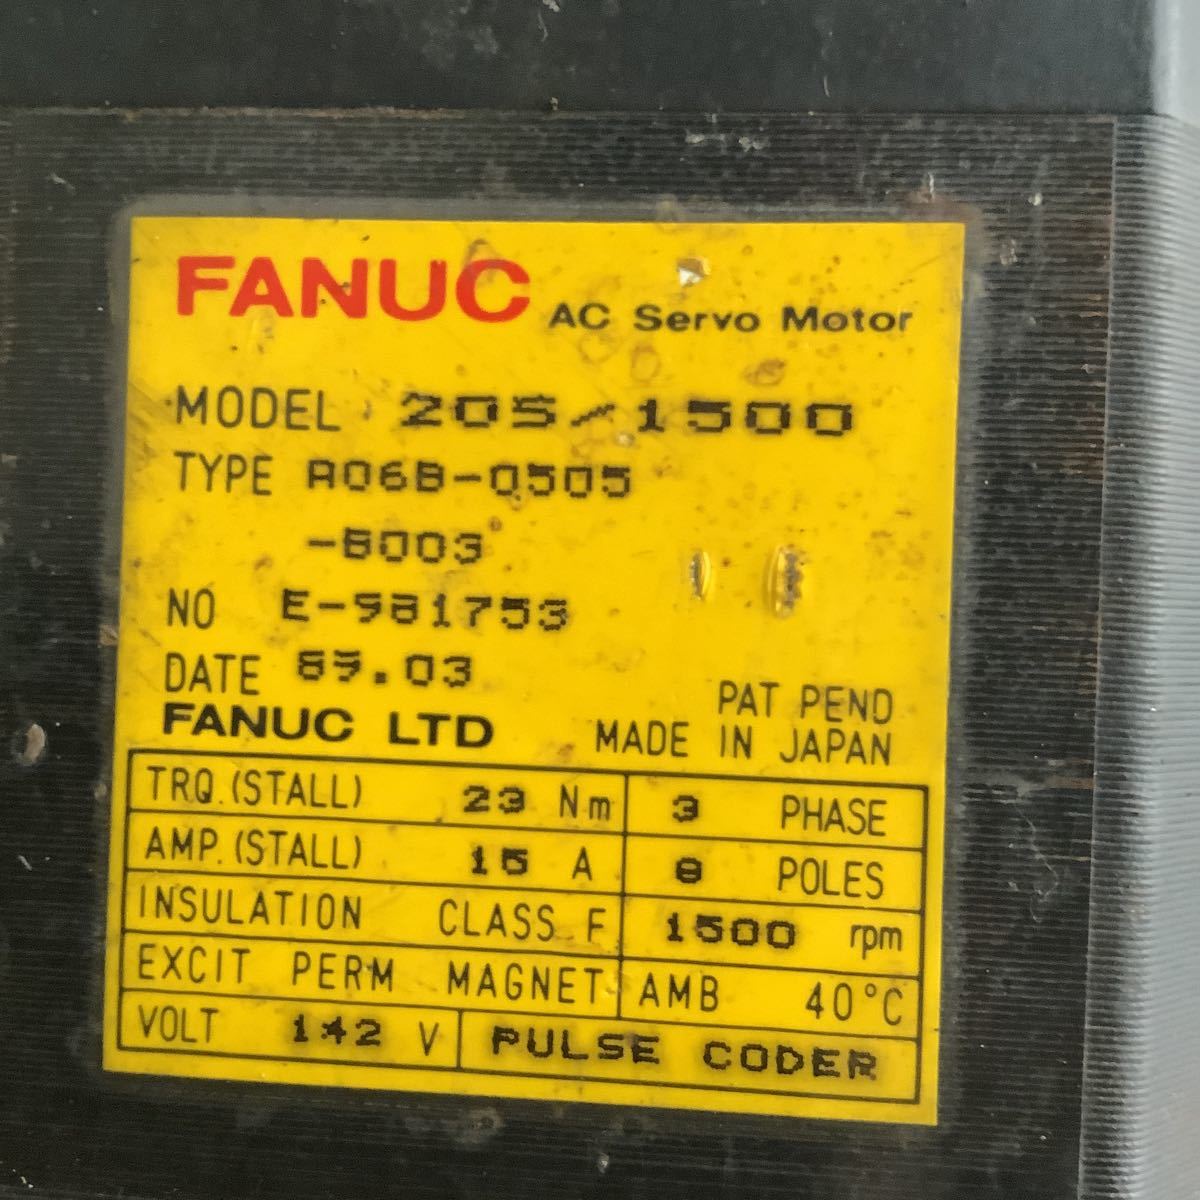 FANUC AC Servo Motor
MODEL 20S/1500
TYPE A06B-0505
-B003
NO E-981753
DATE 89.03
FANUC LTD
PAT PEND
MADE IN JAPAN
TRQ.(STALL) 23 Nm 3 PHASE
AMP.(STALL) 15 A 8 POLES
INSULATION CLASS F 1500 rpm
EXCIT PERM MAGNET AMB 40°C
VOLT 142 V PULSE CODER